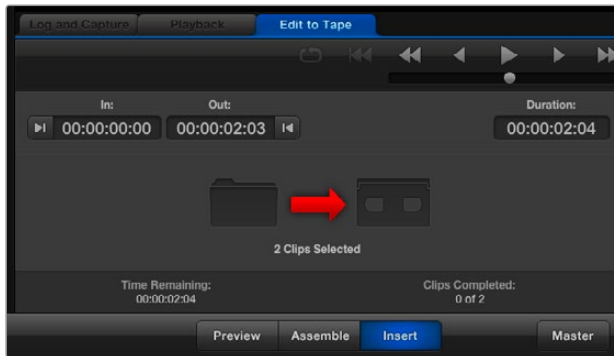 Log and Capture Playback Edit to Tape
In: Out: Duration:
00:00:00:00 00:00:02:03 00:00:02:04
2 Clips Selected
Time Remaining: Clips Completed:
00:00:02:04 0 of 2
Preview Assemble Insert Master